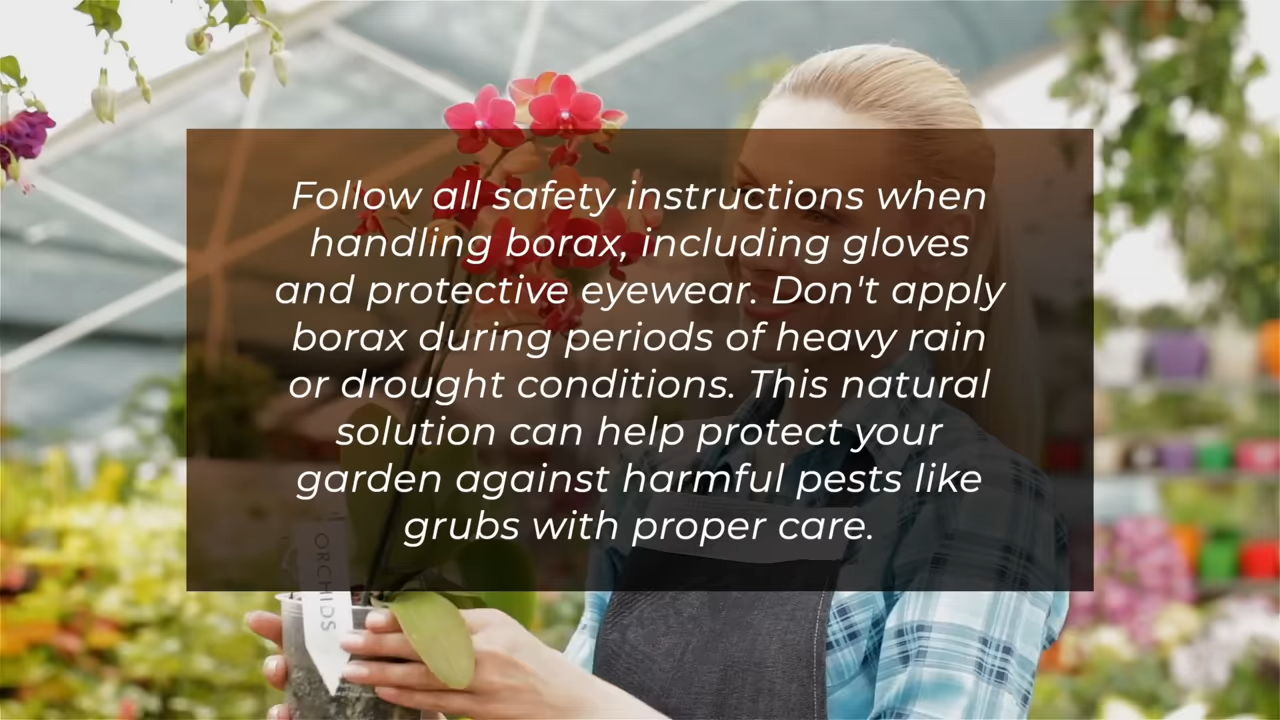 Follow all safety instructions when
handling borax, including gloves
and protective eyewear. Don't apply
borax during periods of heavy rain
or drought conditions. This natural
solution can help protect your
garden against harmful pests like
grubs with proper care.
ORCHIDS